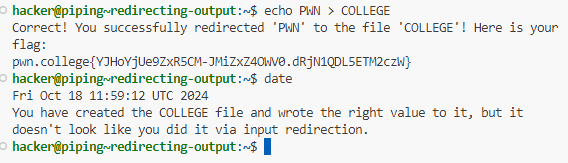 hacker@piping~redirecting-output:~$ echo PWN > COLLEGE
Correct! You successfully redirected 'PWN' to the file 'COLLEGE'! Here is your
flag:
pwn.college{YJHoYjUe9ZxR5CM-JMiZxZ4OWV0.dRjN1QDL5ETM2czW}
hacker@piping~redirecting-output:~$ date
Fri Oct 18 11:59:12 UTC 2024
You have created the COLLEGE file and wrote the right value to it, but it
doesn't look like you did it via input redirection.
hacker@piping~redirecting-output:~$